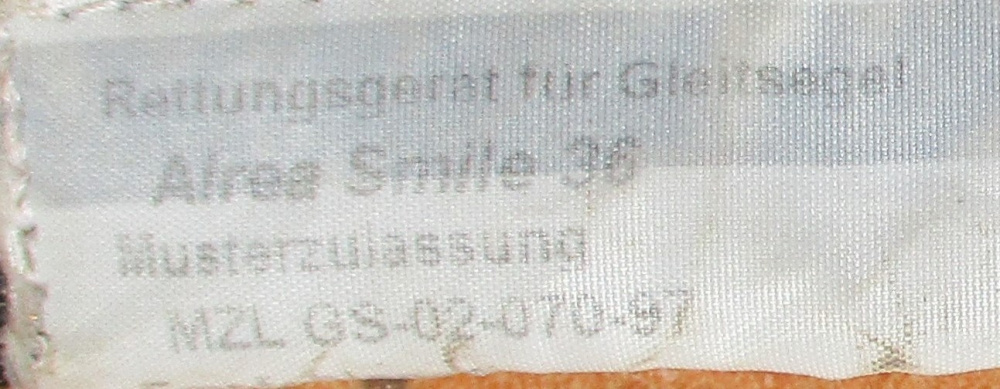 Rettungsgerät für Gleitsegel
Airea Smile 36
Musterzulassung
MZL GS-02-070-97